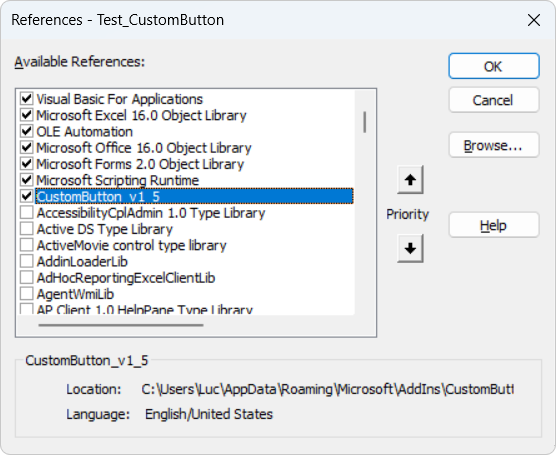 References - Test_CustomButton
Available References:
Visual Basic For Applications
Microsoft Excel 16.0 Object Library
OLE Automation
Microsoft Office 16.0 Object Library
Microsoft Forms 2.0 Object Library
Microsoft Scripting Runtime
CustomButton_v1_5
AccessibilityCplAdmin 1.0 Type Library
Active DS Type Library
ActiveMovie control type library
AddinLoaderLib
AdHocReportingExcelClientLib
AgentWmiLib
AP Client 1.0 HelpPane Type Library
OK
Cancel
Browse...
Priority
Help
CustomButton_v1_5
Location: C:\Users\Luc\AppData\Roaming\Microsoft\AddIns\CustomButt
Language: English/United States